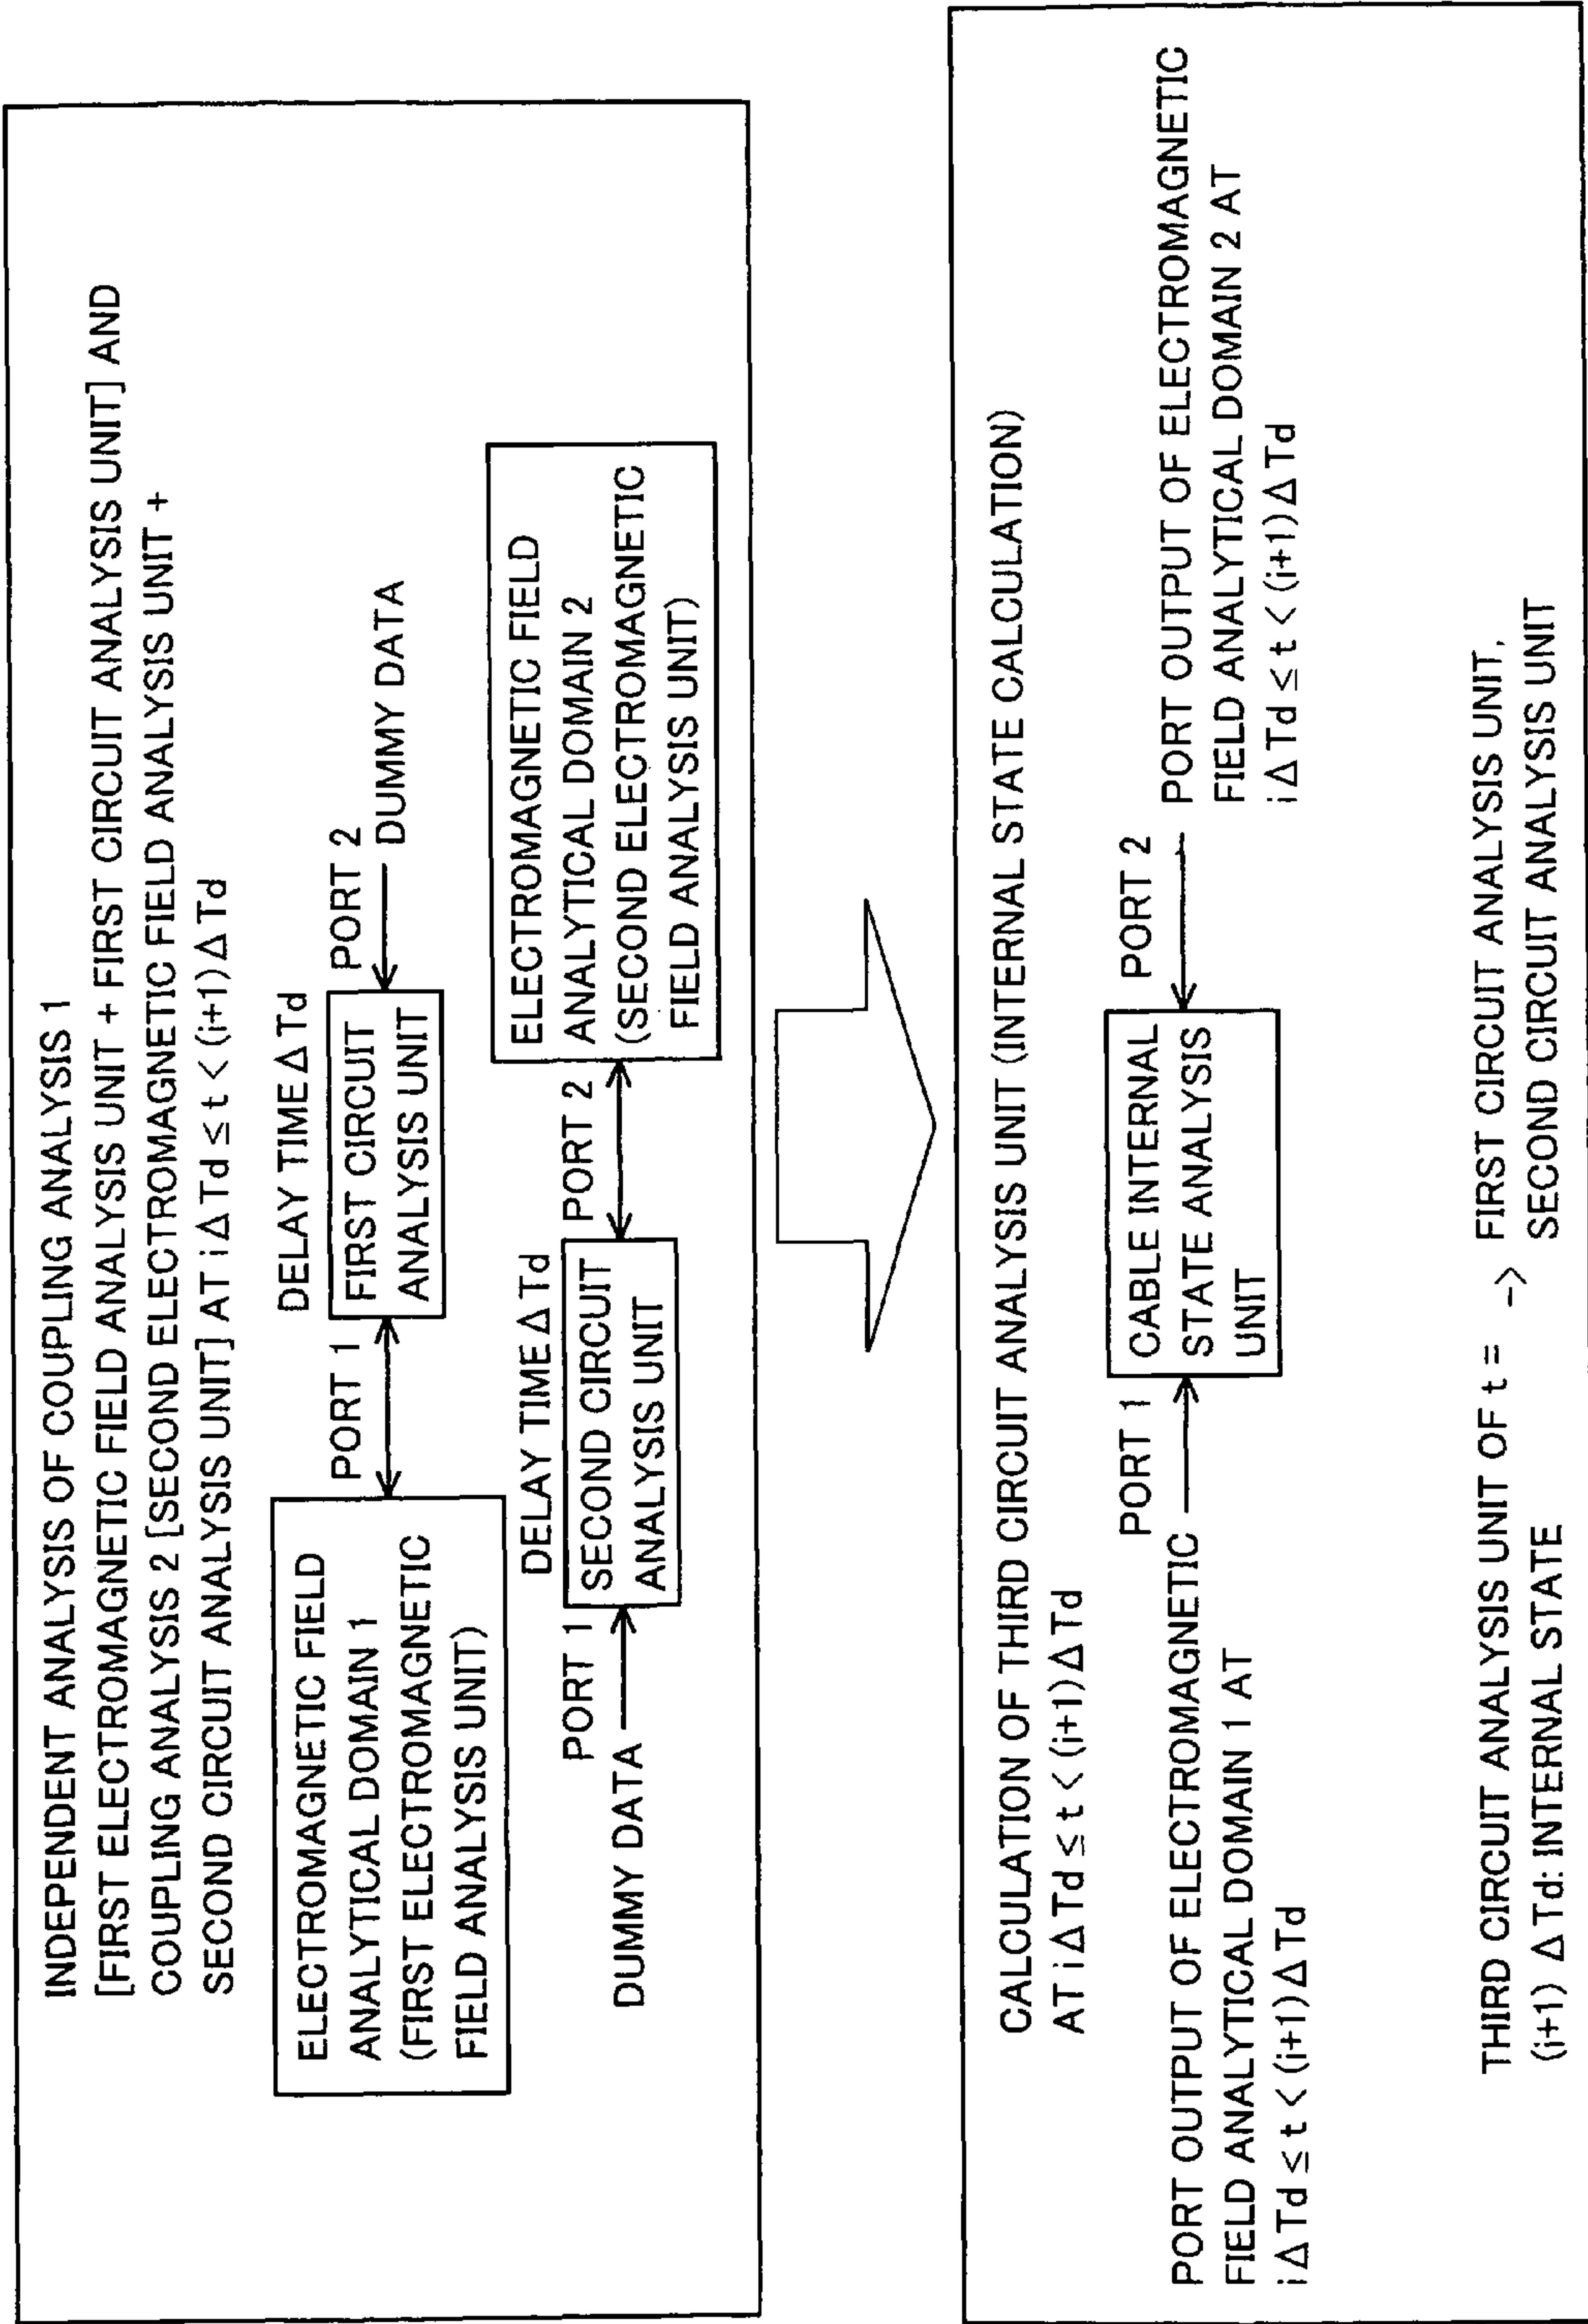 INDEPENDENT ANALYSIS OF COUPLING ANALYSIS 1
[FIRST ELECTROMAGNETIC FIELD ANALYSIS UNIT + FIRST CIRCUIT ANALYSIS UNIT] AND
COUPLING ANALYSIS 2 [SECOND ELECTROMAGNETIC FIELD ANALYSIS UNIT +
SECOND CIRCUIT ANALYSIS UNIT] AT iΔTd ≤ t < (i+1)ΔTd
ELECTROMAGNETIC FIELD
ANALYTICAL DOMAIN 1
(FIRST ELECTROMAGNETIC
FIELD ANALYSIS UNIT)
PORT 1
DELAY TIME ΔTd
FIRST CIRCUIT
ANALYSIS UNIT
PORT 2
DUMMY DATA
DUMMY DATA
PORT 1
DELAY TIME ΔTd
SECOND CIRCUIT
ANALYSIS UNIT
PORT 2
ELECTROMAGNETIC FIELD
ANALYTICAL DOMAIN 2
(SECOND ELECTROMAGNETIC
FIELD ANALYSIS UNIT)
CALCULATION OF THIRD CIRCUIT ANALYSIS UNIT (INTERNAL STATE CALCULATION)
AT iΔTd ≤ t < (i+1)ΔTd
PORT OUTPUT OF ELECTROMAGNETIC
FIELD ANALYTICAL DOMAIN 1 AT
iΔTd ≤ t < (i+1)ΔTd
PORT 1
CABLE INTERNAL
STATE ANALYSIS
UNIT
PORT 2
PORT OUTPUT OF ELECTROMAGNETIC
FIELD ANALYTICAL DOMAIN 2 AT
iΔTd ≤ t < (i+1)ΔTd
THIRD CIRCUIT ANALYSIS UNIT OF t =
(i+1) ΔTd: INTERNAL STATE
->
FIRST CIRCUIT ANALYSIS UNIT,
SECOND CIRCUIT ANALYSIS UNIT